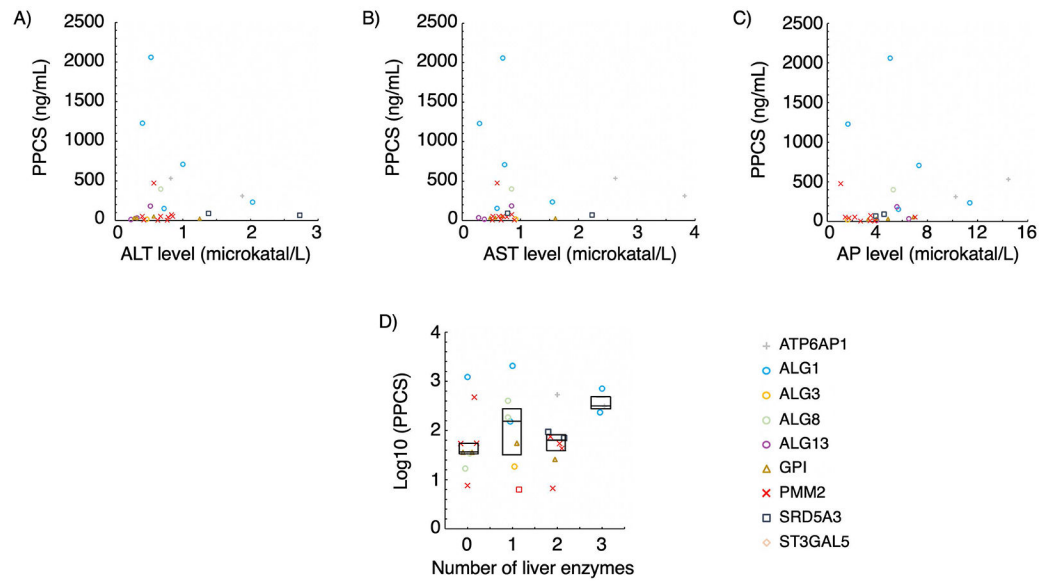 A)
PPCS (ng/mL)
2500
2000
1500
1000
500
0
0 1 2 3
ALT level (microkatal/L)
B)
PPCS (ng/mL)
2500
2000
1500
1000
500
0
0 1 2 3 4
AST level (microkatal/L)
C)
PPCS (ng/mL)
2500
2000
1500
1000
500
0
0 4 8 12 16
AP level (microkatal/L)
D)
Log10 (PPCS)
4
3
2
1
0
0 1 2 3
Number of liver enzymes
ATP6AP1
ALG1
ALG3
ALG8
ALG13
GPI
PMM2
SRD5A3
ST3GAL5